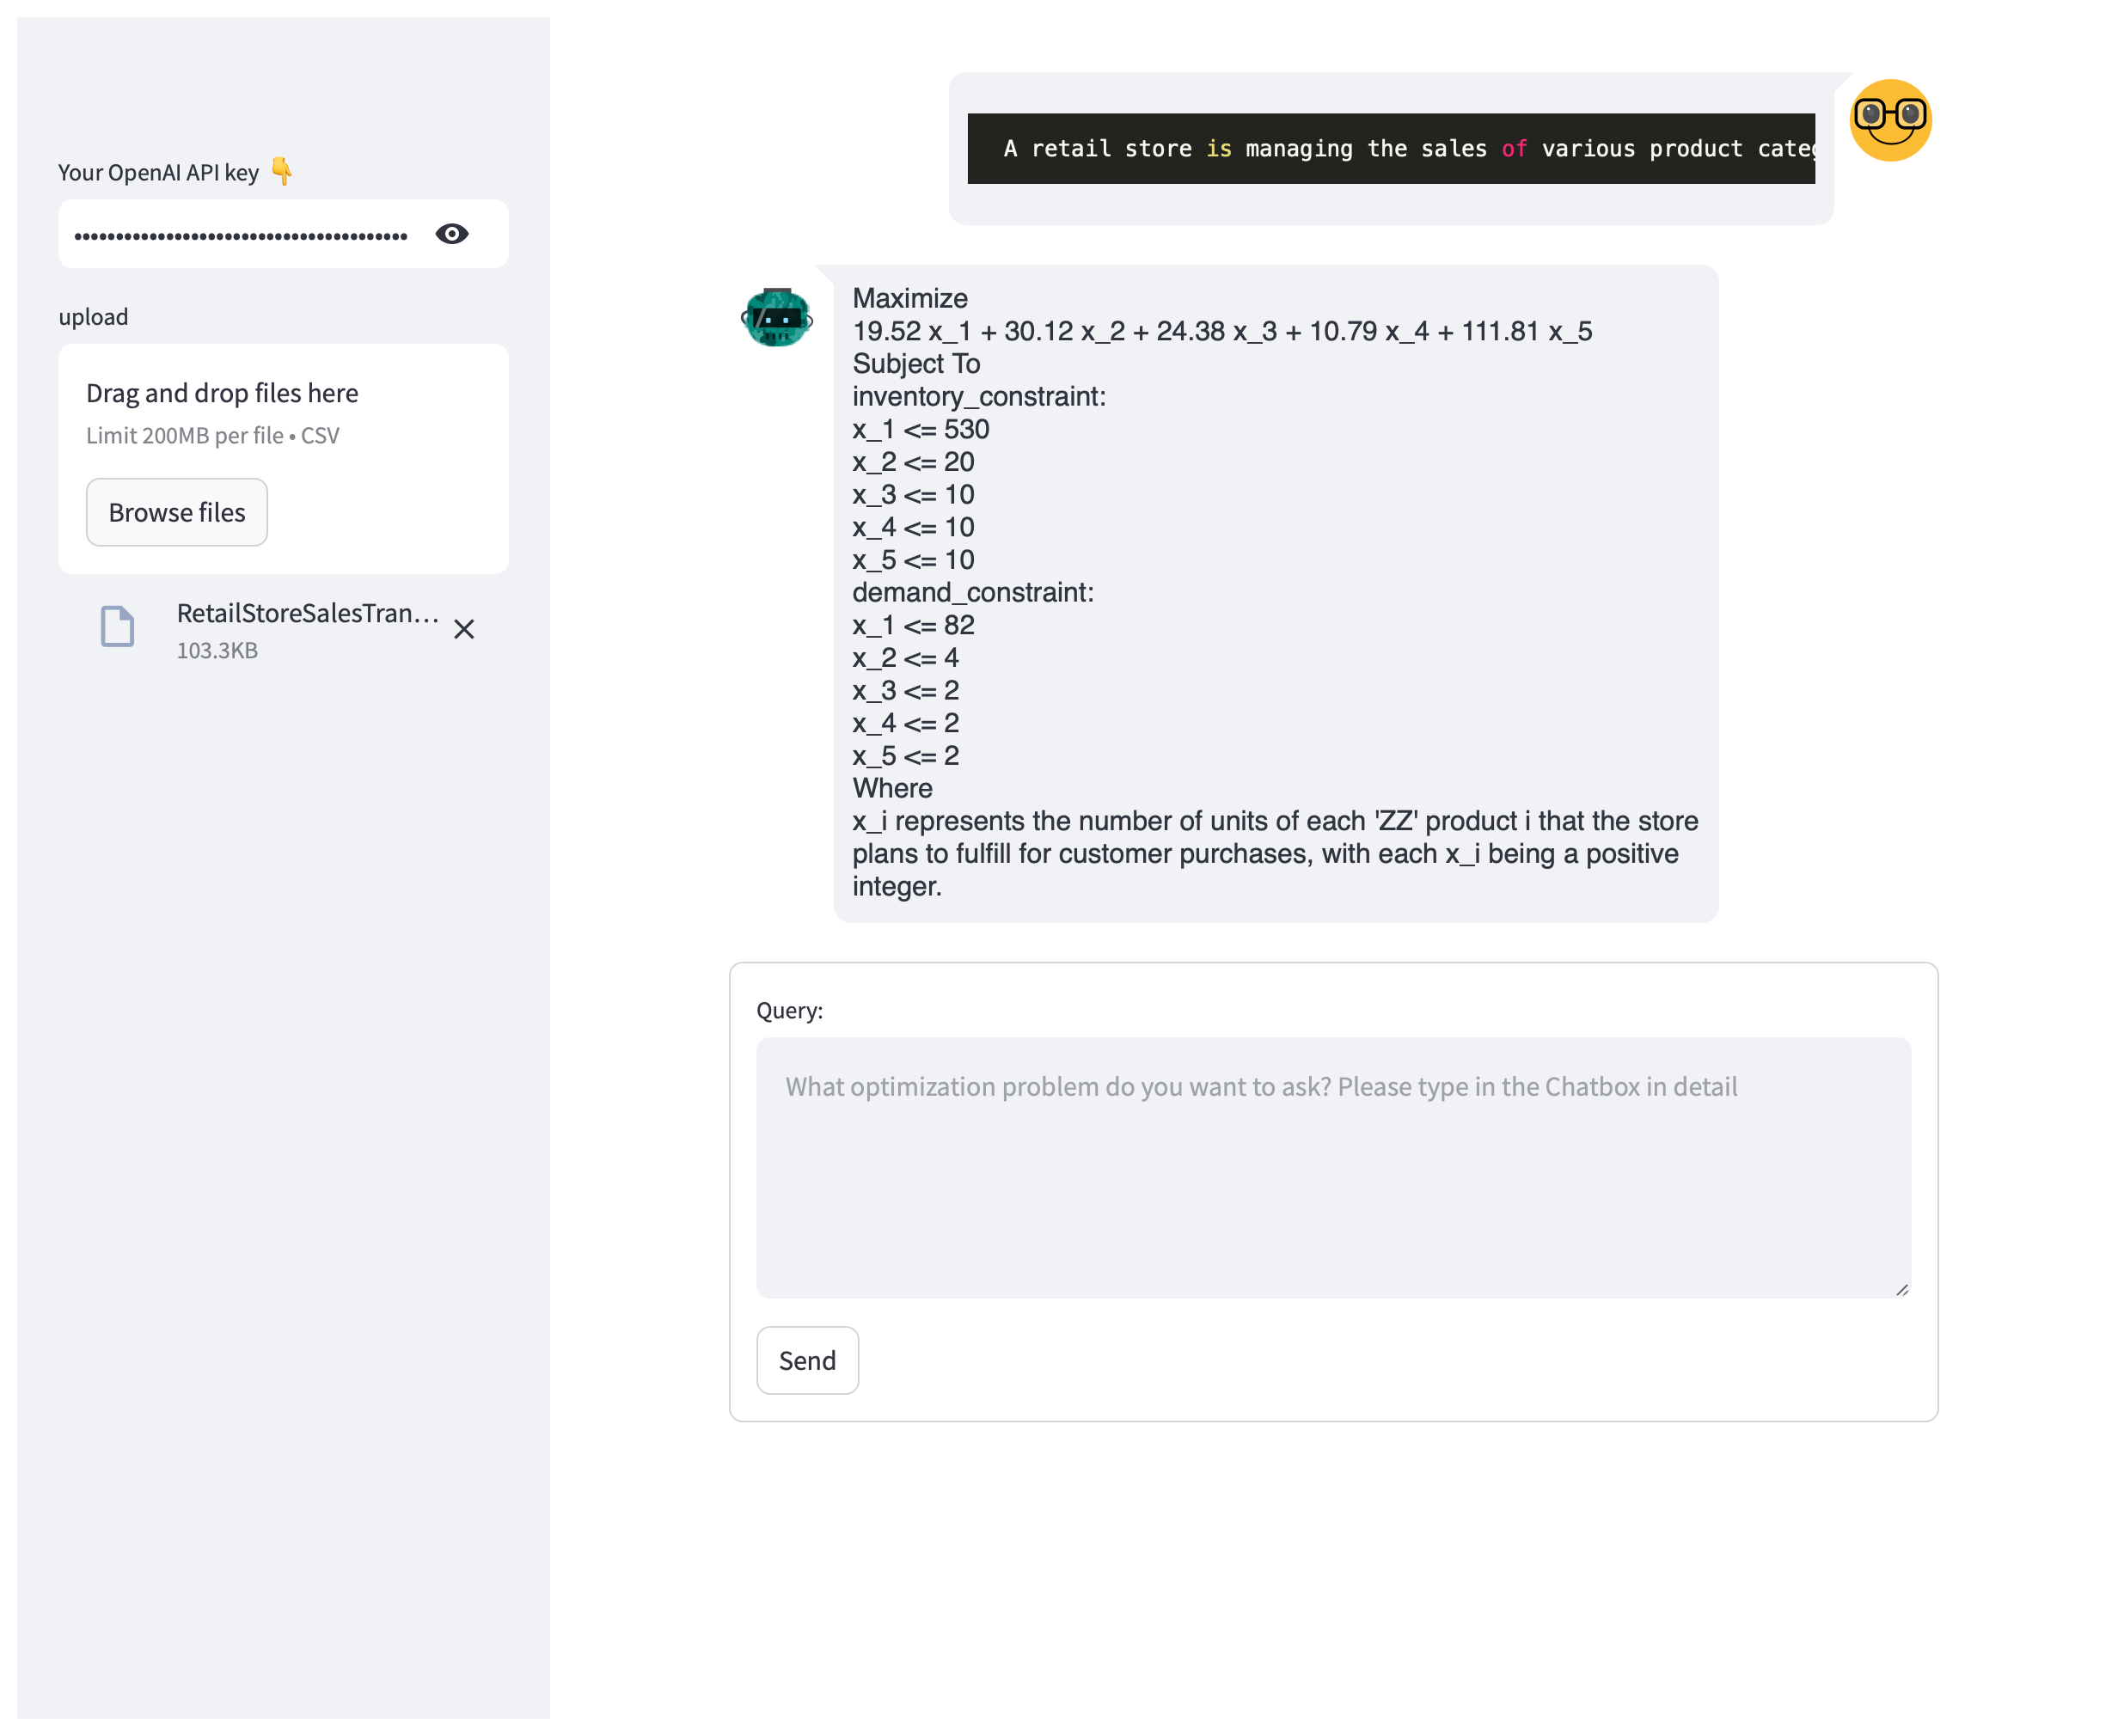 Your OpenAI API key 👇
••••••••••••••••••••••••••••••••••••••••
upload
Drag and drop files here
Limit 200MB per file • CSV
Browse files
RetailStoreSalesTran...
103.3KB
A retail store is managing the sales of various product categ
Maximize
19.52 x_1 + 30.12 x_2 + 24.38 x_3 + 10.79 x_4 + 111.81 x_5
Subject To
inventory_constraint:
x_1 <= 530
x_2 <= 20
x_3 <= 10
x_4 <= 10
x_5 <= 10
demand_constraint:
x_1 <= 82
x_2 <= 4
x_3 <= 2
x_4 <= 2
x_5 <= 2
Where
x_i represents the number of units of each 'ZZ' product i that the store
plans to fulfill for customer purchases, with each x_i being a positive
integer.
Query:
What optimization problem do you want to ask? Please type in the Chatbox in detail
Send